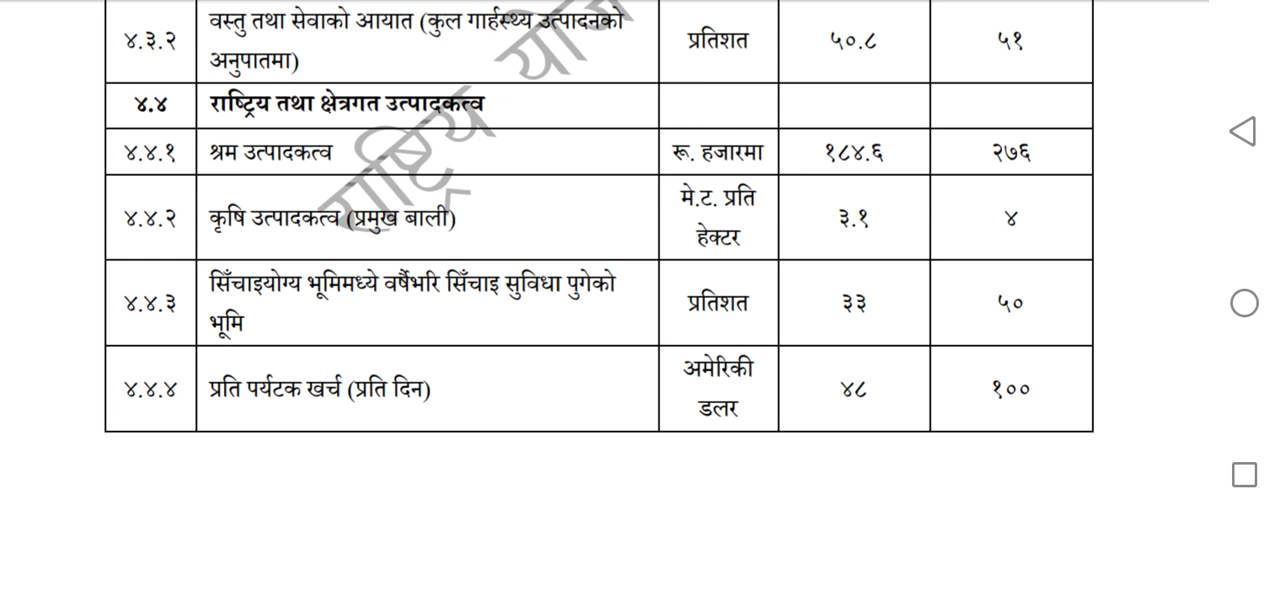 ४.३.२ वस्तु तथा सेवाको आयात (कुल गार्हस्थ्य उत्पादनको प्रतिशत ५०.८ ५१
अनुपातमा)
४.४ राष्ट्रिय तथा क्षेत्रगत उत्पादकत्व
४.४.१ श्रम उत्पादकत्व रू. हजारमा १८४.६ २७६
४.४.२ कृषि उत्पादकत्व (प्रमुख बाली) मे.ट. प्रति ३.१ ४
हेक्टर
४.४.३ सिँचाइयोग्य भूमिमध्ये वर्षैभरि सिँचाइ सुविधा पुगेको प्रतिशत ३३ ५०
भूमि
४.४.४ प्रति पर्यटक खर्च (प्रति दिन) अमेरिकी ४८ १००
डलर
राष्ट्रिय